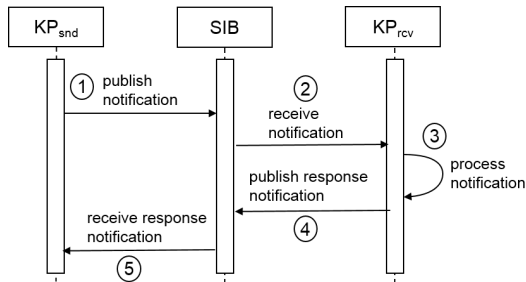 KPsnd
SIB
KPrcv
1
publish
notification
2
receive
notification
3
process
notification
publish response
notification
4
receive response
notification
5